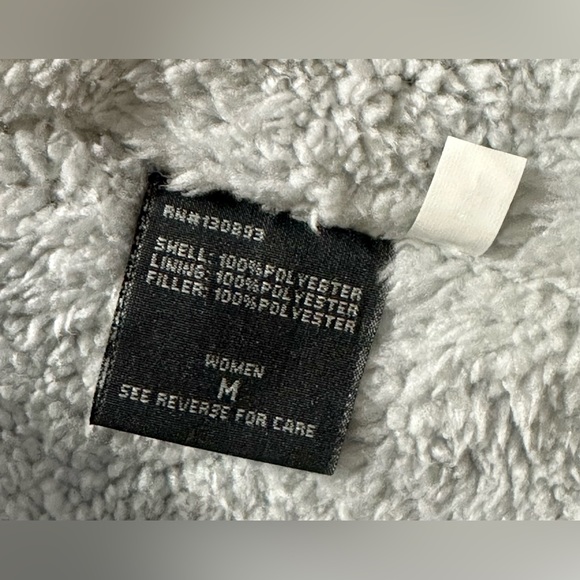 RN#130893
SHELL: 100%POLYESTER
LINING: 100%POLYESTER
FILLER: 100%POLYESTER
WOMEN
M
SEE REVERSE FOR CARE